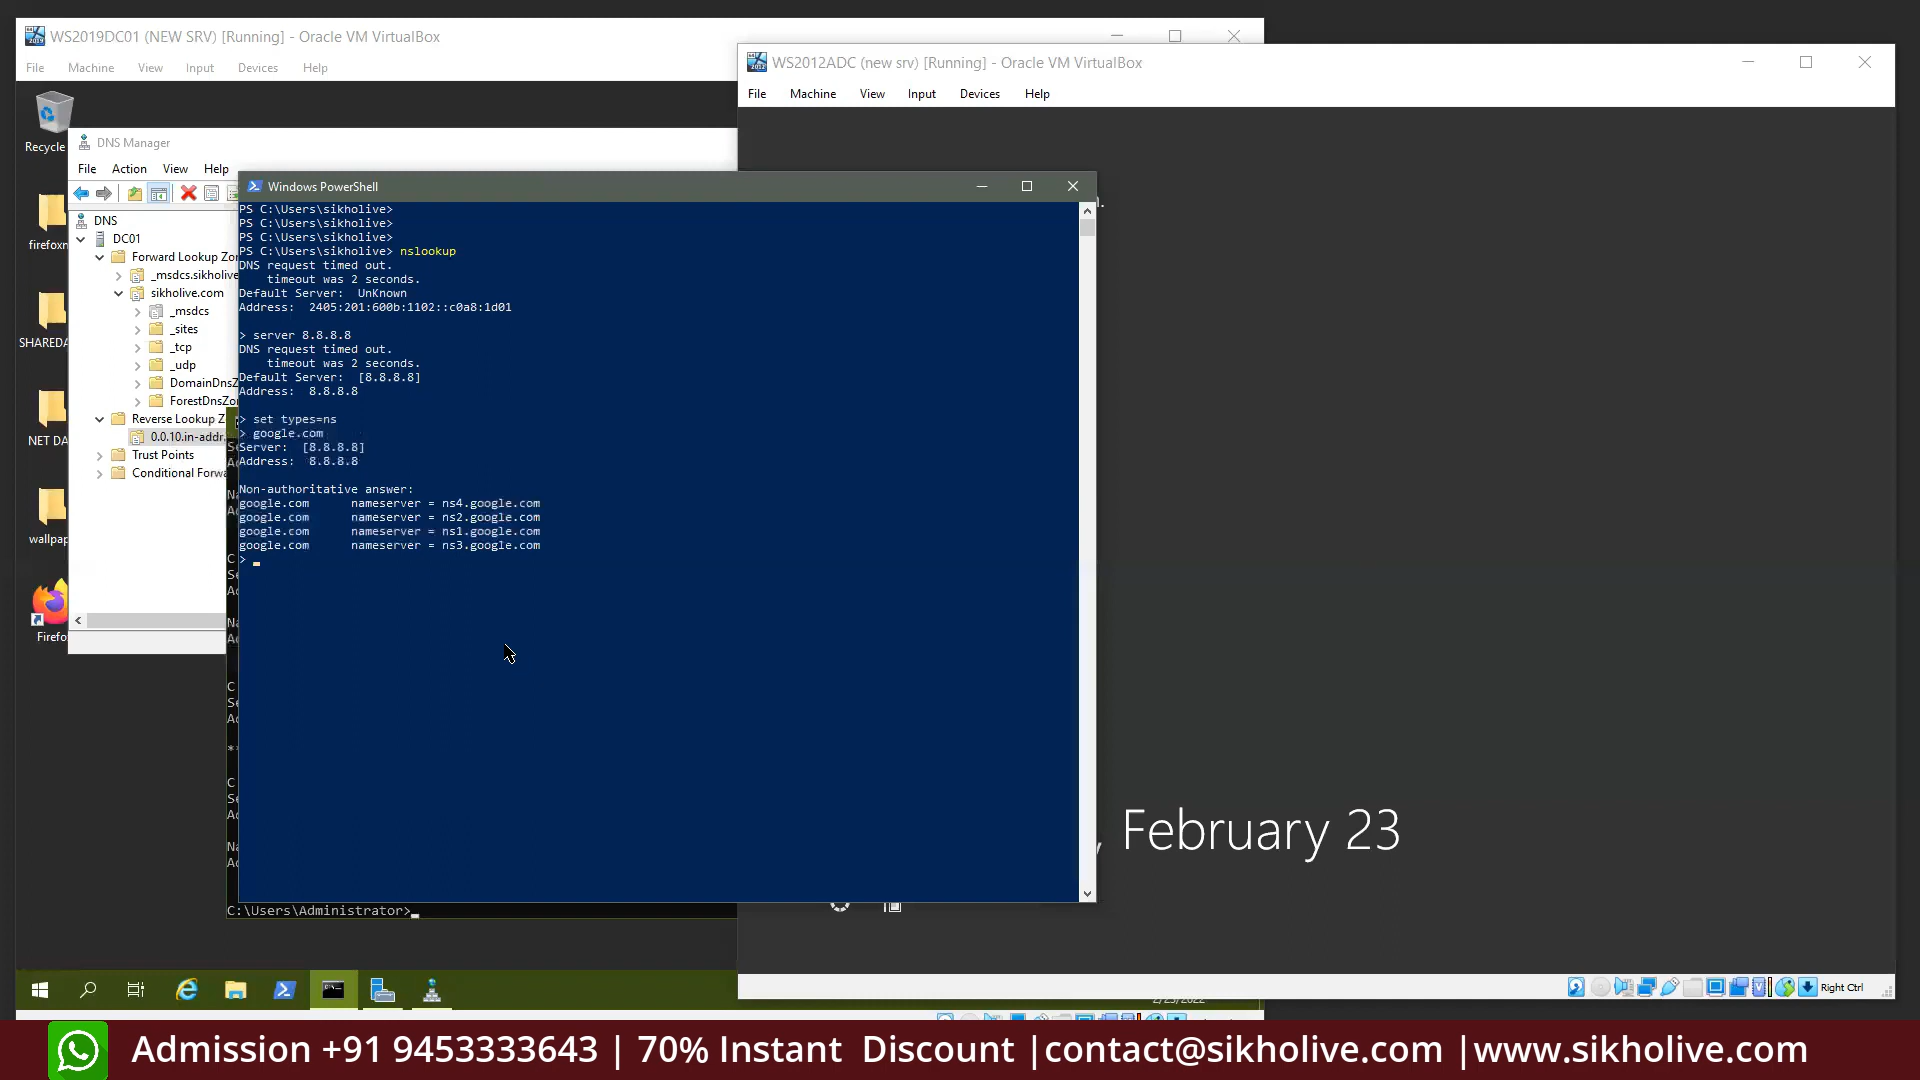 WS2019DC01 (NEW SRV) [Running] - Oracle VM VirtualBox
File Machine View Input Devices Help
WS2012ADC (new srv) [Running] - Oracle VM VirtualBox
File Machine View Input Devices Help
Recycle
firefoxn
SHAREDA
NET DA
wallpap
Firefo
DNS Manager
File Action View Help
DNS
DC01
Forward Lookup Zor
_msdcs.sikholive
sikholive.com
_msdcs
_sites
_tcp
_udp
DomainDnsZ
ForestDnsZo
Reverse Lookup Z
0.0.10.in-addr.
Trust Points
Conditional Forwa
Windows PowerShell
PS C:\Users\sikholive>
PS C:\Users\sikholive>
PS C:\Users\sikholive>
PS C:\Users\sikholive> nslookup
DNS request timed out.
timeout was 2 seconds.
Default Server: UnKnown
Address: 2405:201:600b:1102::c0a8:1d01
> server 8.8.8.8
DNS request timed out.
timeout was 2 seconds.
Default Server: [8.8.8.8]
Address: 8.8.8.8
> set types=ns
> google.com
Server: [8.8.8.8]
Address: 8.8.8.8
Non-authoritative answer:
google.com nameserver = ns4.google.com
google.com nameserver = ns2.google.com
google.com nameserver = ns1.google.com
google.com nameserver = ns3.google.com
>
C:\Users\Administrator>
February 23
Right Ctrl
2/23/2022
Admission +91 9453333643 | 70% Instant Discount |contact@sikholive.com |www.sikholive.com